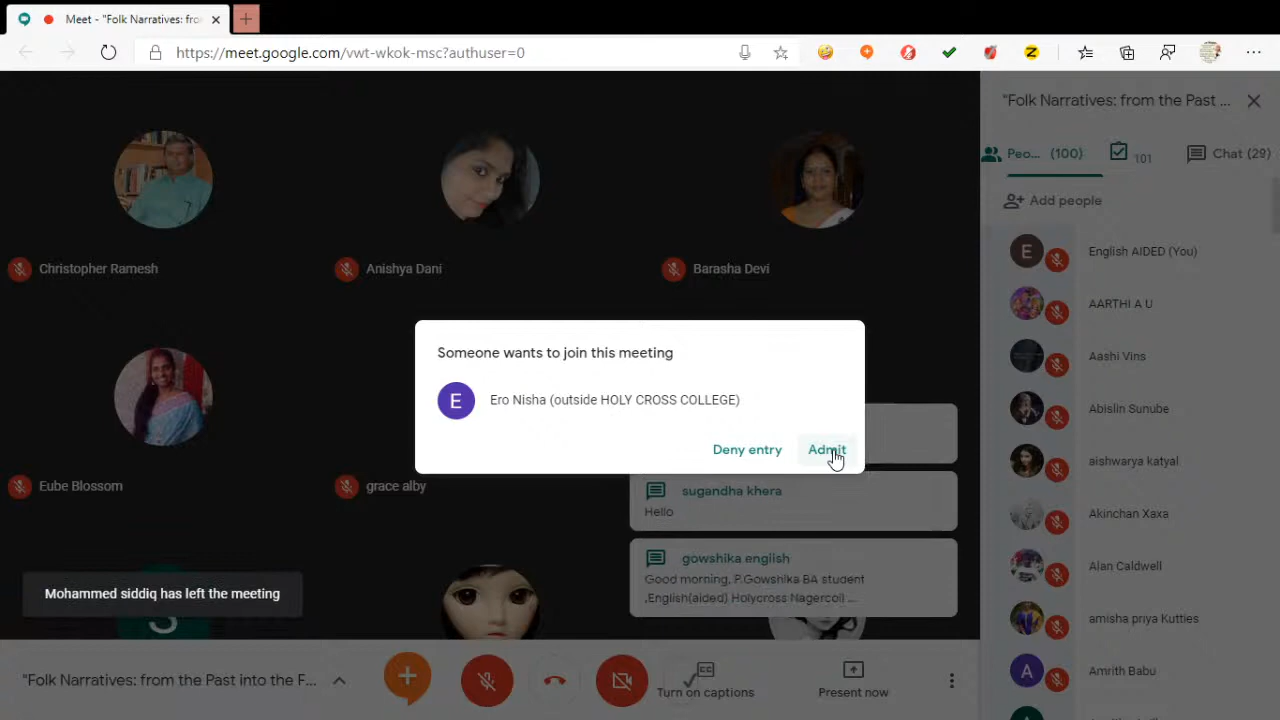 Meet - "Folk Narratives: fro
https://meet.google.com/vwt-wkok-msc?authuser=0
"Folk Narratives: from the Past ...
Peo... (100)
101
Chat (29)
Add people
English AIDED (You)
AARTHI A U
Aashi Vins
Abislin Sunube
aishwarya katyal
Akinchan Xaxa
Alan Caldwell
amisha priya Kutties
Amrith Babu
Christopher Ramesh
Anishya Dani
Barasha Devi
Someone wants to join this meeting
E
Ero Nisha (outside HOLY CROSS COLLEGE)
Deny entry
Admit
Eube Blossom
grace alby
sugandha khera
Hello
gowshika english
Good morning, P.Gowshika BA student
,English(aided) Holycross Nagercoil ...
Mohammed siddiq has left the meeting
"Folk Narratives: from the Past into the F...
Turn on captions
Present now